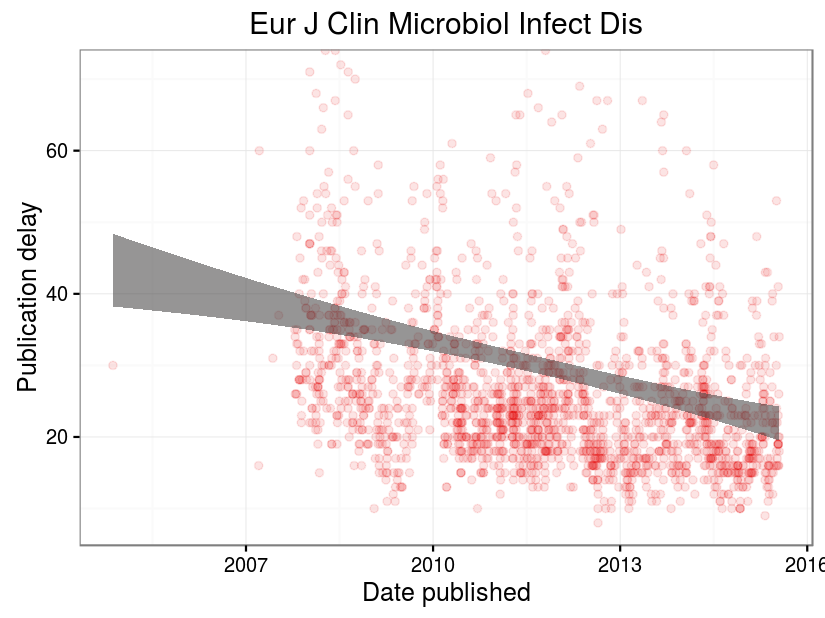 Eur J Clin Microbiol Infect Dis
Publication delay
60
40
20
2007 2010 2013 2016
Date published